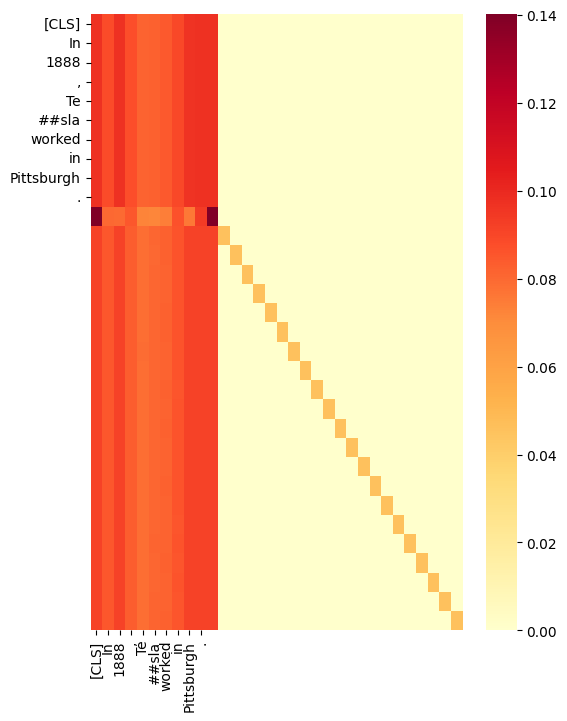 [CLS]
In
1888
,
Te
##sla
worked
in
Pittsburgh
.
0.14
0.12
0.10
0.08
0.06
0.04
0.02
0.00
[CLS]
In
1888
,
Te
##sla
worked
in
Pittsburgh
.